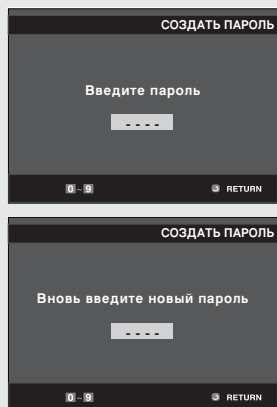 СОЗДАТЬ ПАРОЛЬ
Введите пароль
- - - -
0~9 RETURN
СОЗДАТЬ ПАРОЛЬ
Вновь введите новый пароль
- - - -
0~9 RETURN